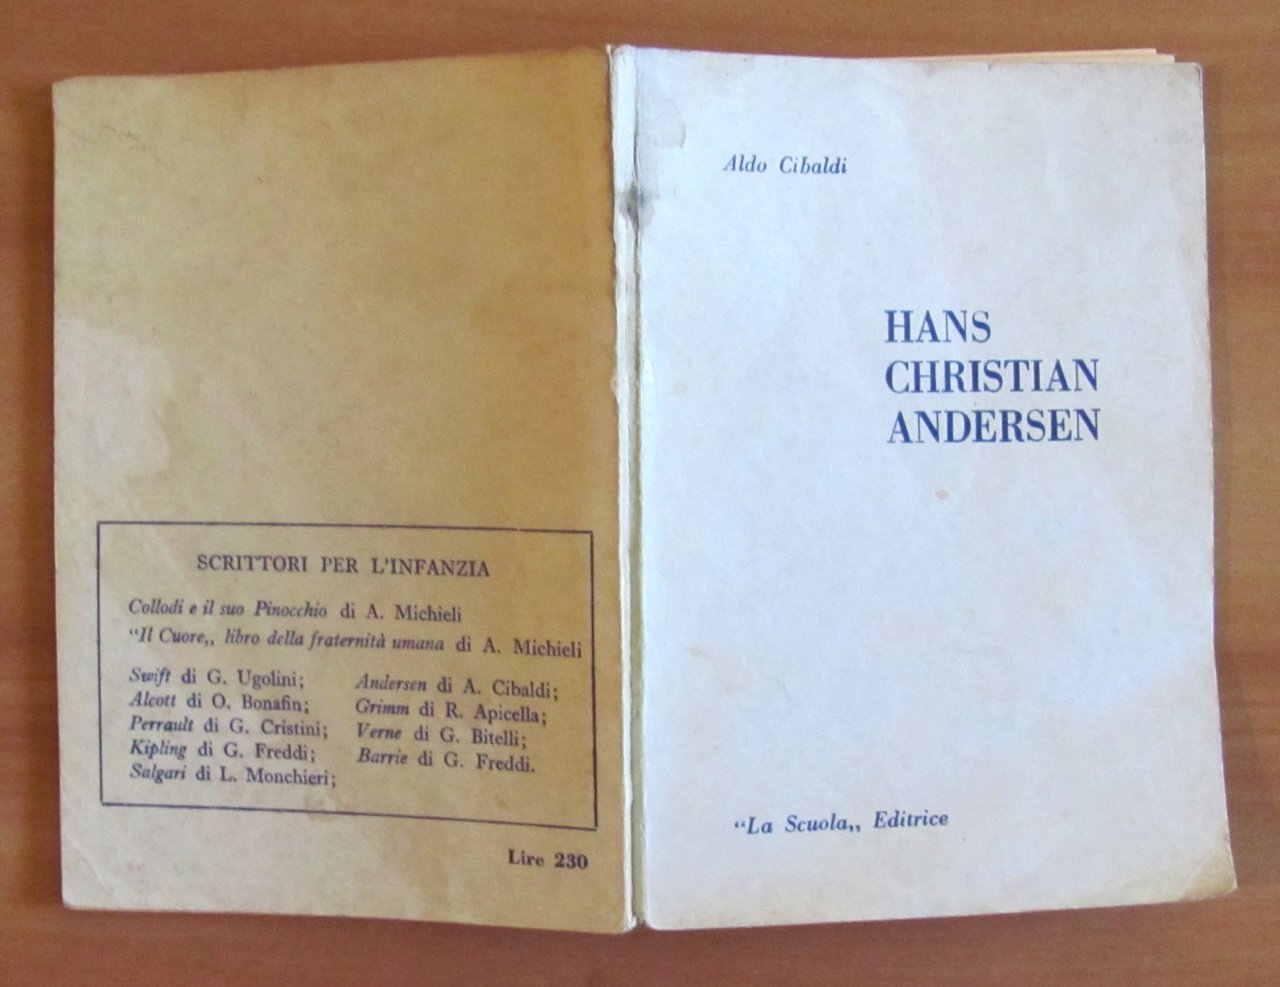 SCRITTORI PER L'INFANZIA
Collodi e il suo Pinocchio di A. Michieli
“Il Cuore„ libro della fraternità umana di A. Michieli
Swift di G. Ugolini;
Alcott di O. Bonafin;
Perrault di G. Cristini;
Kipling di G. Freddi;
Salgari di L. Monchieri;
Andersen di A. Cibaldi;
Grimm di R. Apicella;
Verne di G. Bitelli;
Barrie di G. Freddi.
Lire 230
Aldo Cibaldi
HANS
CHRISTIAN
ANDERSEN
“La Scuola„ Editrice